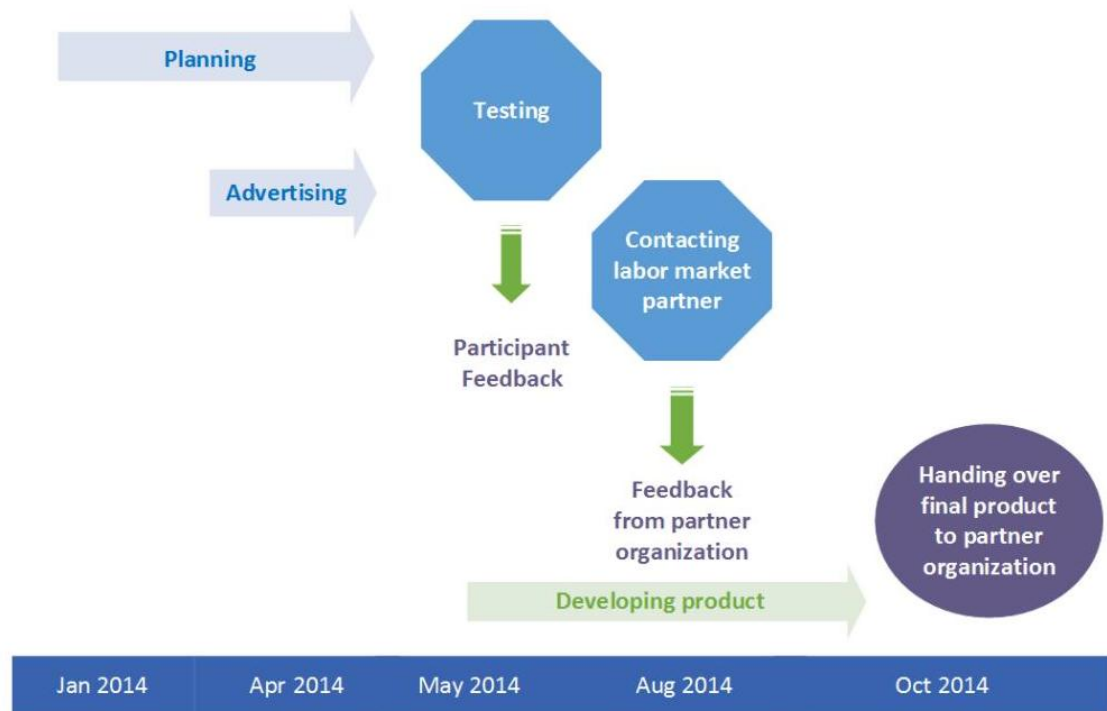 Planning
Testing
Advertising
Contacting
labor market
partner
Participant
Feedback
Feedback
from partner
organization
Handing over
final product
to partner
organization
Developing product
Jan 2014
Apr 2014
May 2014
Aug 2014
Oct 2014